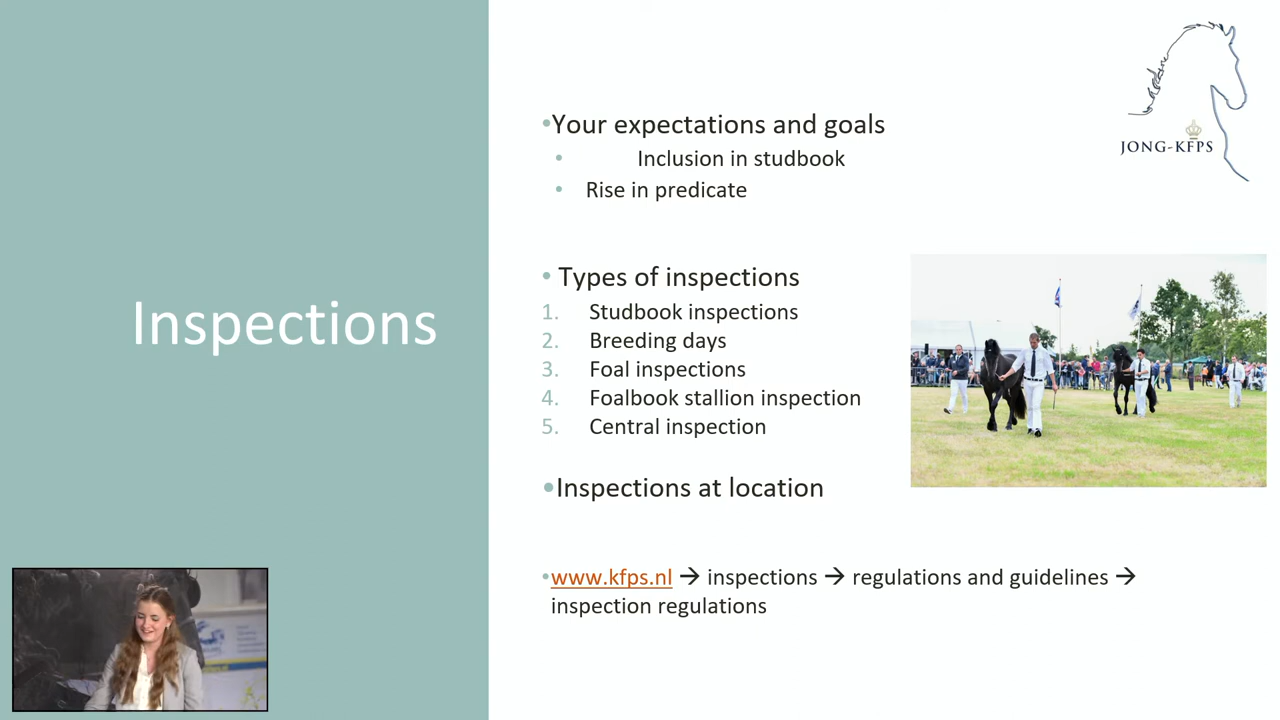 Inspections
•Your expectations and goals
• Inclusion in studbook
• Rise in predicate
• Types of inspections
1. Studbook inspections
2. Breeding days
3. Foal inspections
4. Foalbook stallion inspection
5. Central inspection
•Inspections at location
•www.kfps.nl → inspections → regulations and guidelines →
inspection regulations
JONG-KFPS